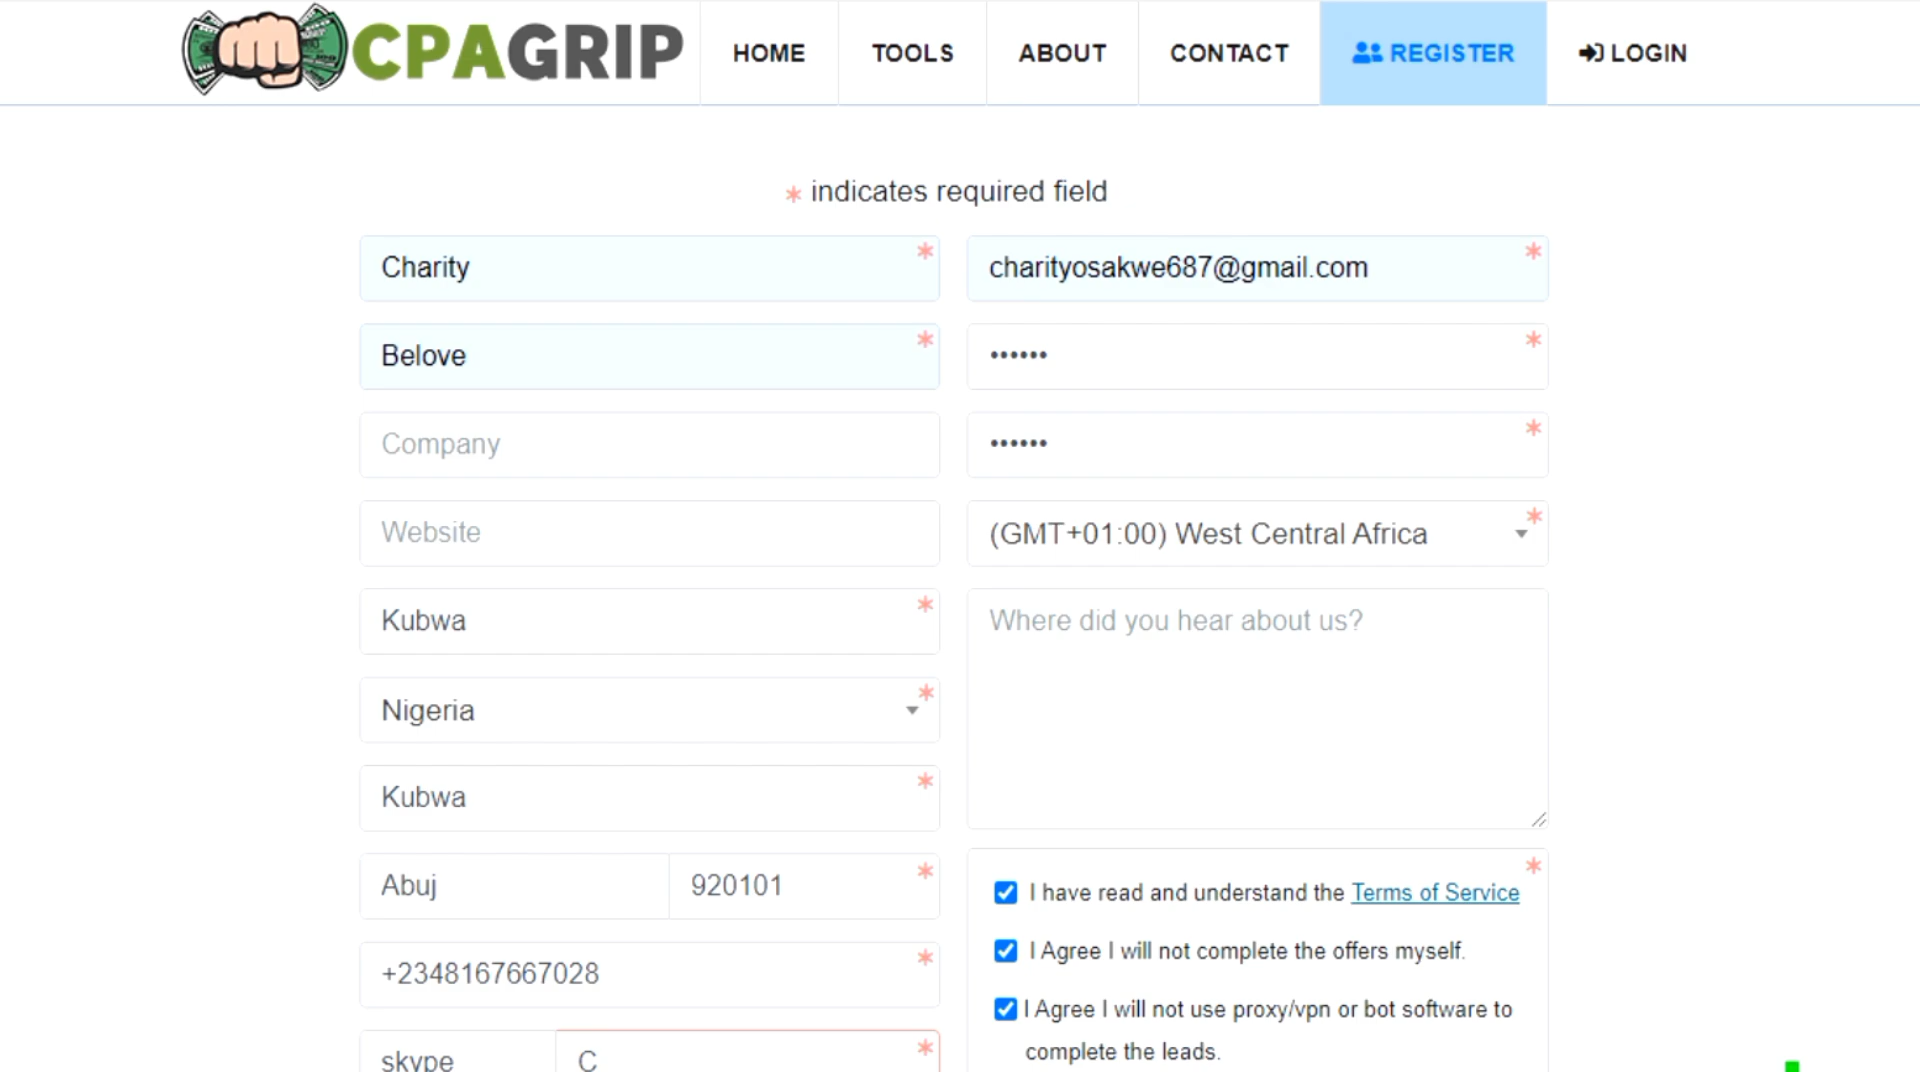 CPAGRIP
HOME
TOOLS
ABOUT
CONTACT
REGISTER
LOGIN
* indicates required field
Charity *
charityosakwe687@gmail.com *
Belove *
•••••• *
Company
•••••• *
Website
(GMT+01:00) West Central Africa *
Kubwa *
Where did you hear about us?
Nigeria *
Kubwa *
Abuj
920101 *
+2348167667028 *
skype
C *
*
I have read and understand the Terms of Service
I Agree I will not complete the offers myself.
I Agree I will not use proxy/vpn or bot software to
complete the leads.